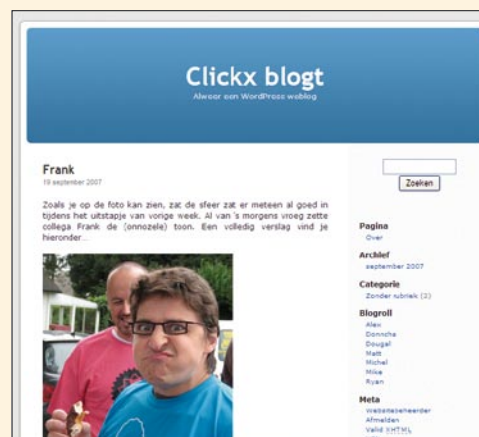 Clickx blogt
Alweer een WordPress weblog
Frank
19 september 2007
Zoals je op de foto kan zien, zat de sfeer zat er meteen al goed in
tijdens het uitstapje van vorige week. Al van 's morgens vroeg zette
collega Frank de (onnozele) toon. Een volledig verslag vind je
hieronder...
Zoeken
Pagina
Over
Archief
september 2007
Categorie
Zonder rubriek (2)
Blogroll
Alex
Donncha
Dougal
Matt
Michel
Mike
Ryan
Meta
Websitebeheerder
Afmelden
Valid XHTML